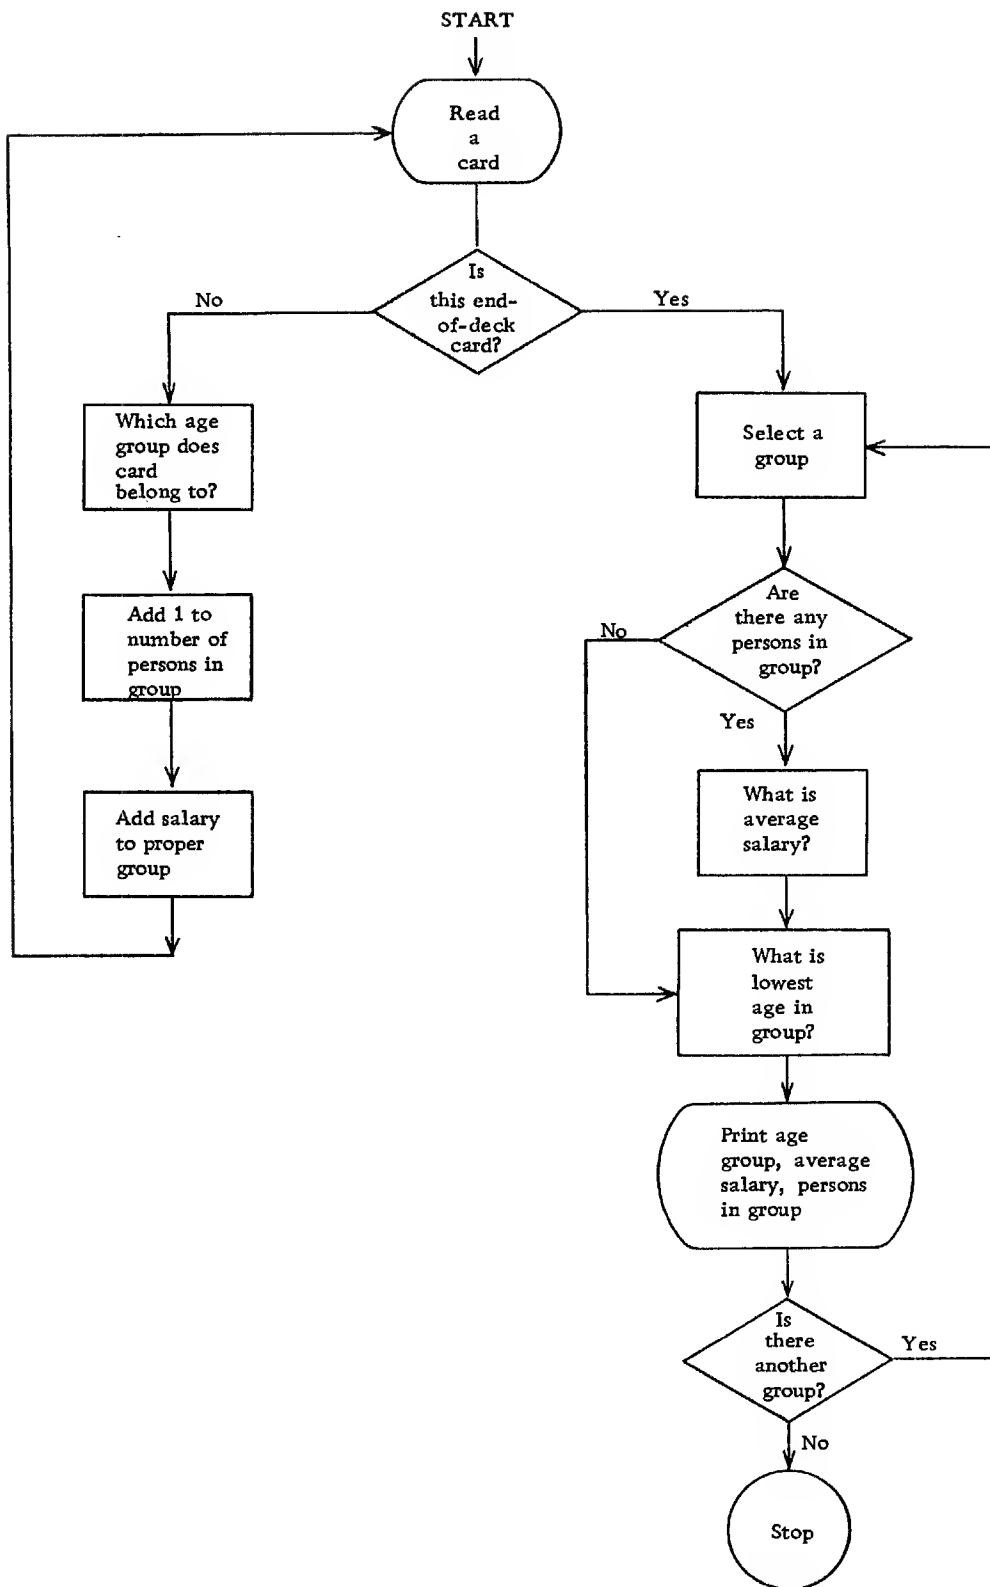 START
Read
a
card
Is
this end-
of-deck
card?
No
Yes
Which age
group does
card
belong to?
Add 1 to
number of
persons in
group
Add salary
to proper
group
Select a
group
Are
there any
persons in
group?
No
Yes
What is
average
salary?
What is
lowest
age in
group?
Print age
group, average
salary, persons
in group
Is
there
another
group?
Yes
No
Stop